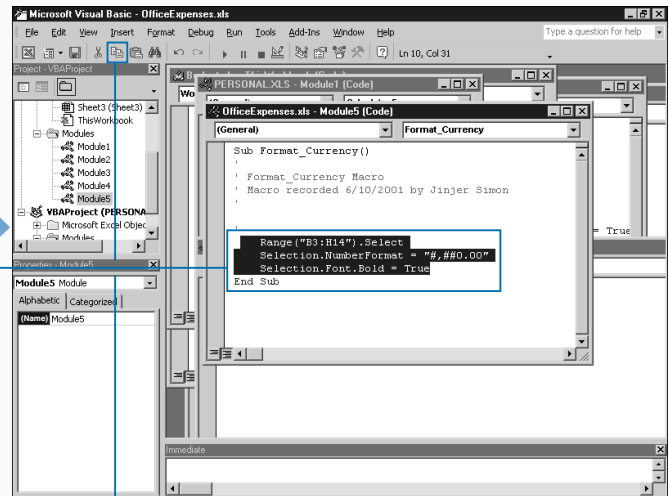 Microsoft Visual Basic - OfficeExpenses.xls
File Edit View Insert Format Debug Run Tools Add-Ins Window Help
Type a question for help
Ln 10, Col 31
Project - VBAProject
Sheet3 (Sheet3)
ThisWorkbook
Modules
Module1
Module2
Module3
Module4
Module5
VBAProject (PERSONA
Microsoft Excel Objec
Modules
Properties - Module5
Module5 Module
Alphabetic Categorized
(Name) Module5
Wo
PERSONAL.XLS - Module1 (Code)
OfficeExpenses.xls - Module5 (Code)
(General) Format_Currency
Sub Format_Currency()
'
' Format_Currency Macro
' Macro recorded 6/10/2001 by Jinjer Simon
'
'
Range("B3:H14").Select
Selection.NumberFormat = "#,##0.00"
Selection.Font.Bold = True
End Sub
= True
Immediate